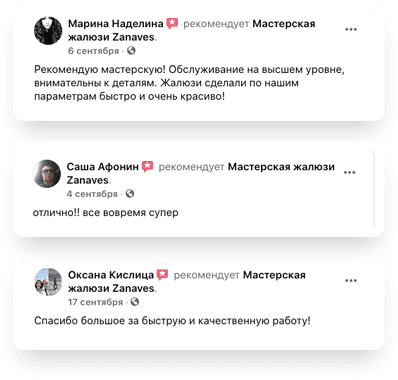 Марина Наделина рекомендует Мастерская
жалюзи Zanaves.
6 сентября ·
Рекомендую мастерскую! Обслуживание на высшем уровне,
внимательны к деталям. Жалюзи сделали по нашим
параметрам быстро и очень красиво!
Саша Афонин рекомендует Мастерская жалюзи
Zanaves.
4 сентября ·
отлично!! все вовремя супер
Оксана Кислица рекомендует Мастерская
жалюзи Zanaves.
17 сентября ·
Спасибо большое за быструю и качественную работу!